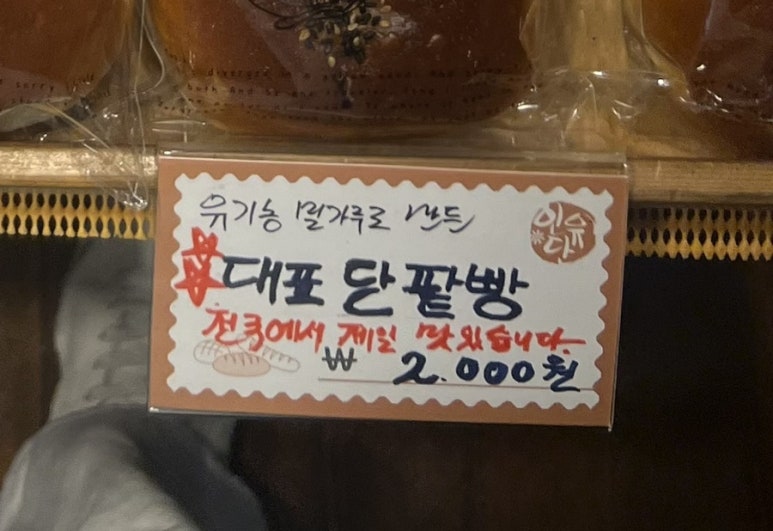 유기농 밀가루로 만든
대표 단팥빵
전국에서 제일 맛있습니다.
₩ 2.000원